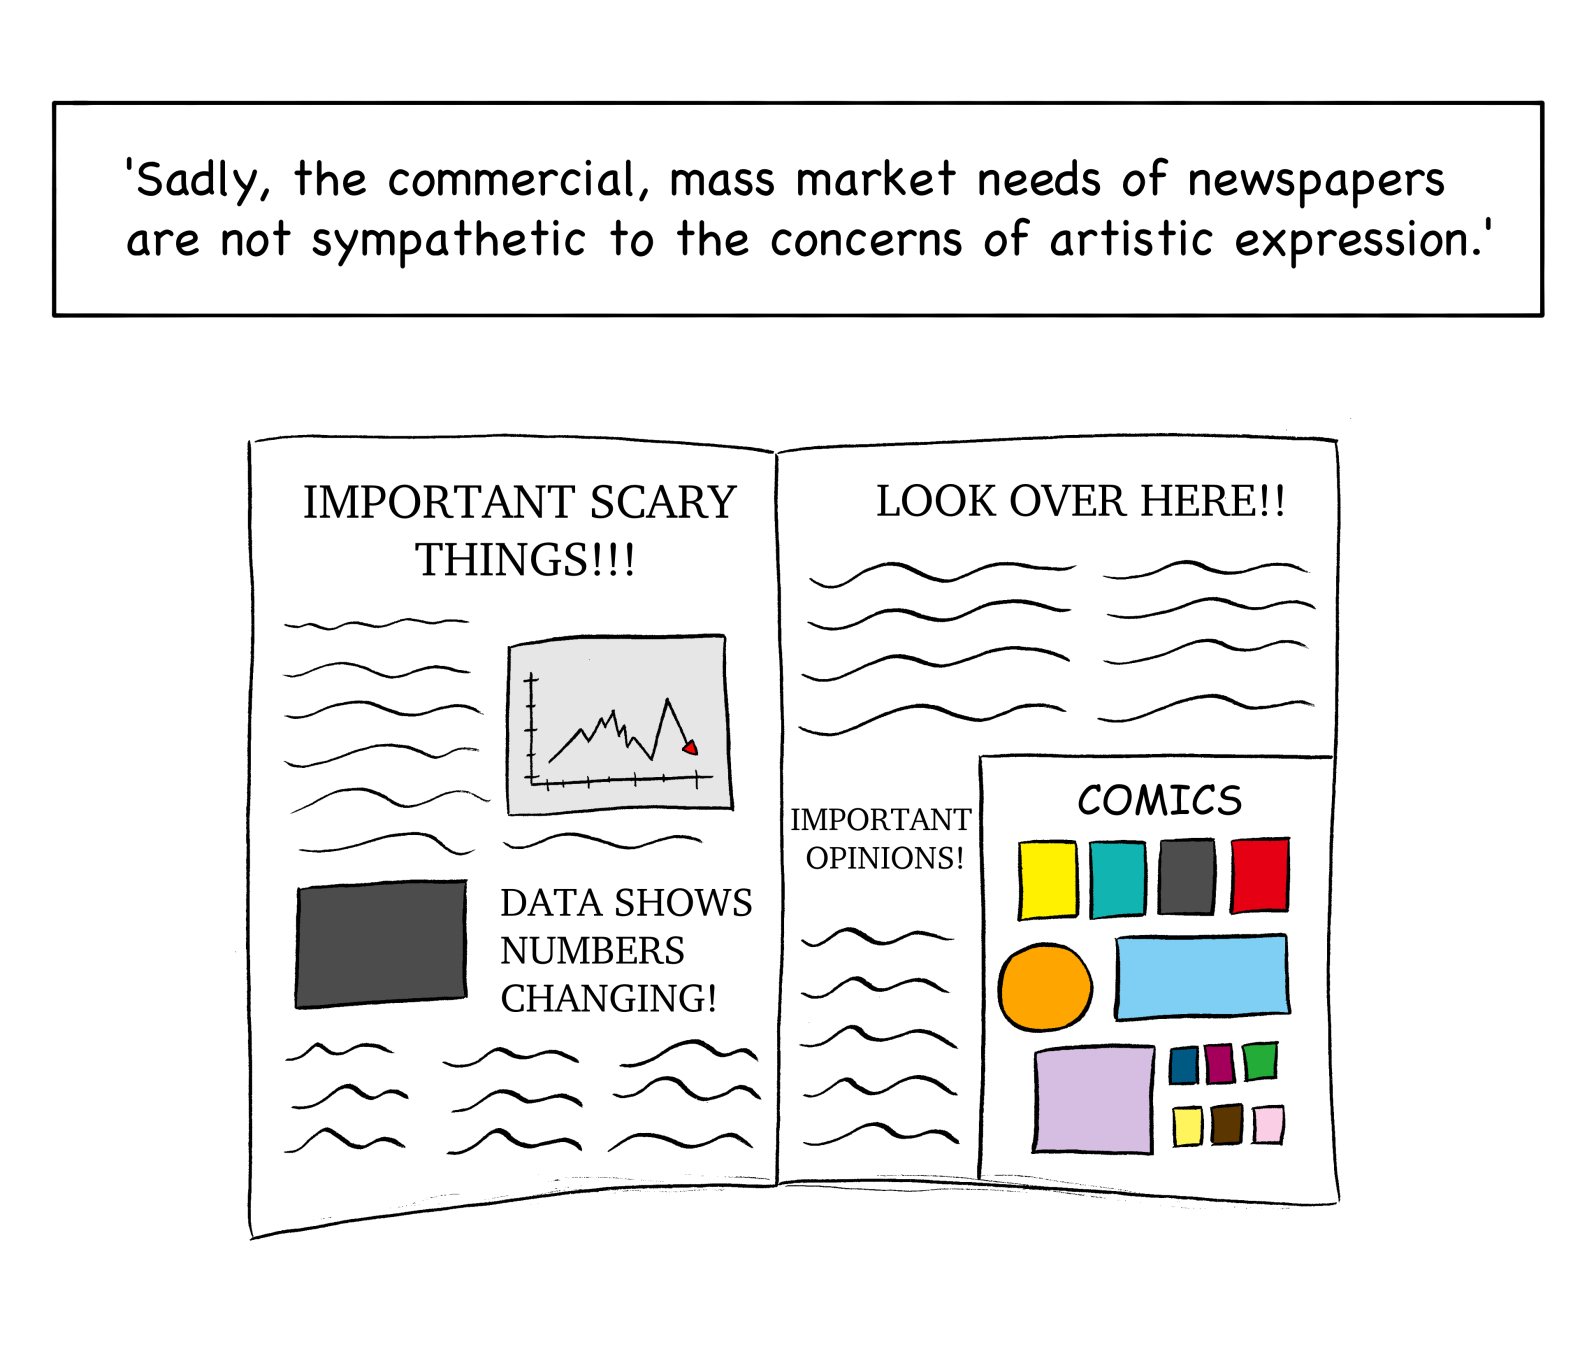 'Sadly, the commercial, mass market needs of newspapers
are not sympathetic to the concerns of artistic expression.'
IMPORTANT SCARY
THINGS!!!
DATA SHOWS
NUMBERS
CHANGING!
LOOK OVER HERE!!
IMPORTANT
OPINIONS!
COMICS